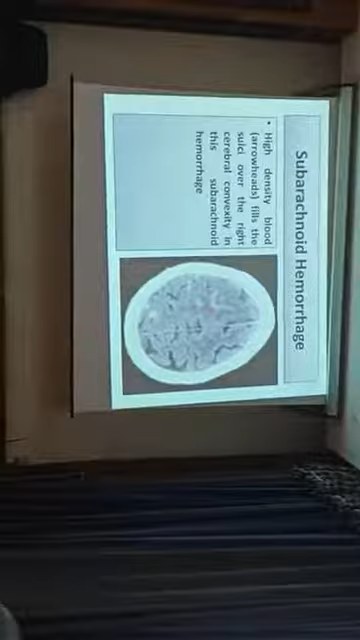 Subarachnoid Hemorrhage
• High density blood
(arrowheads) fills the
sulci over the right
cerebral convexity in
this subarachnoid
hemorrhage